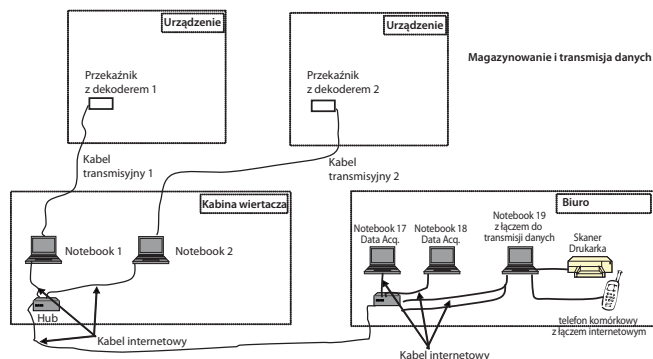 Urządzenie
Urządzenie
Magazynowanie i transmisja danych
Przekaźnik
z dekoderem 1
Przekaźnik
z dekoderem 2
Kabel
transmisyjny 1
Kabel
transmisyjny 2
Kabina wiertacza
Biuro
Notebook 17
Data Acq.
Notebook 18
Data Acq.
Notebook 19
z łączem do
transmisji danych
Skaner
Drukarka
Notebook 1
Notebook 2
Hub
Kabel internetowy
telefon komórkowy
z łączem internetowym
Kabel internetowy